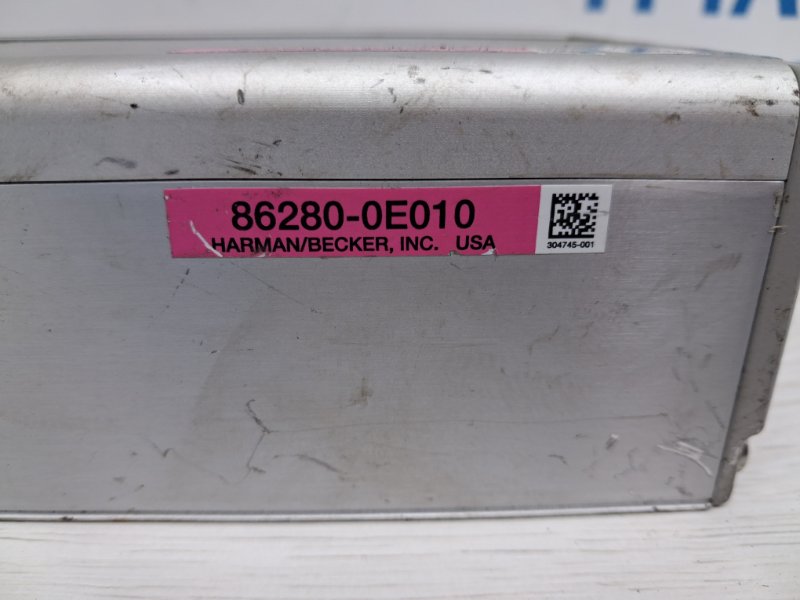 86280-0E010
HARMAN/BECKER, INC. USA
304745-001